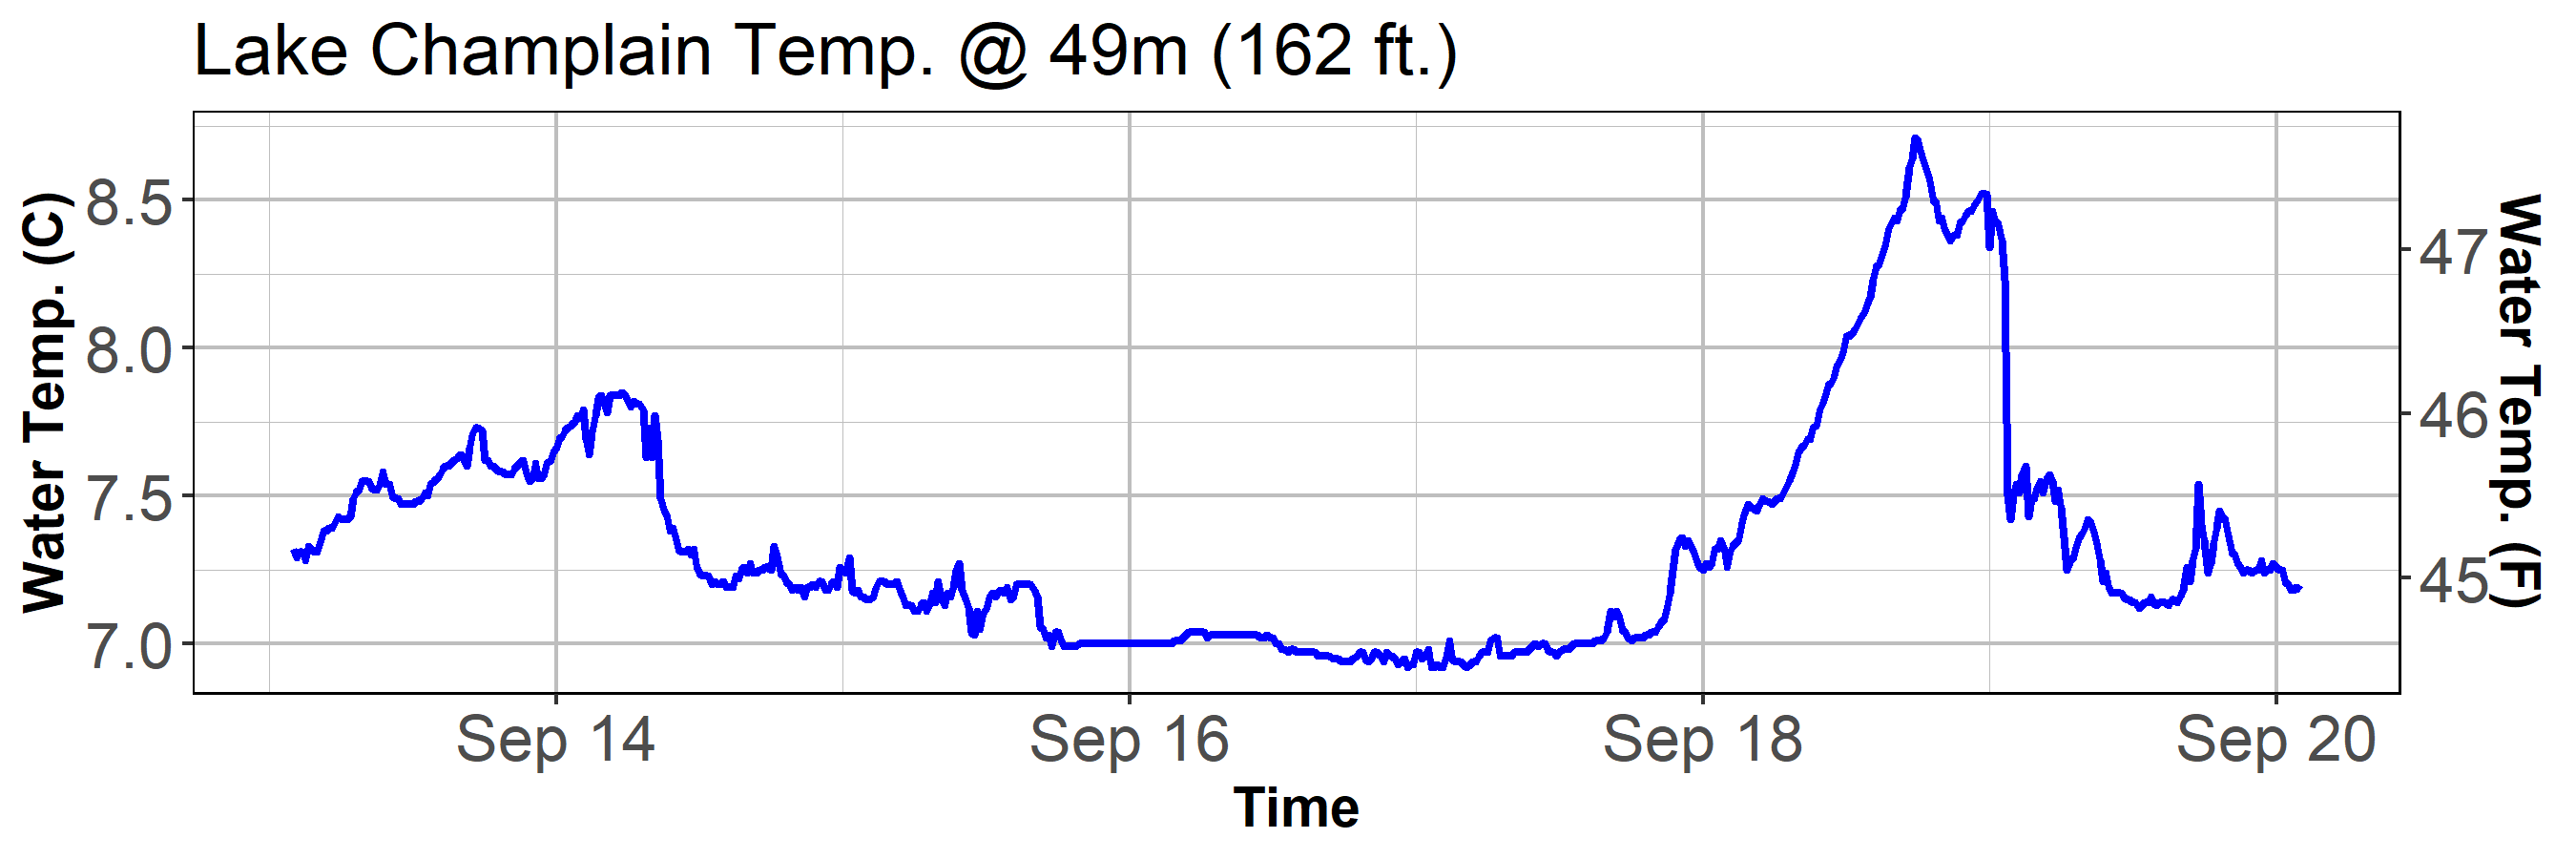 Lake Champlain Temp. @ 49m (162 ft.)
Water Temp. (C)
8.5
8.0
7.5
7.0
47
46
45
Water Temp. (F)
Sep 14 Sep 16 Sep 18 Sep 20
Time